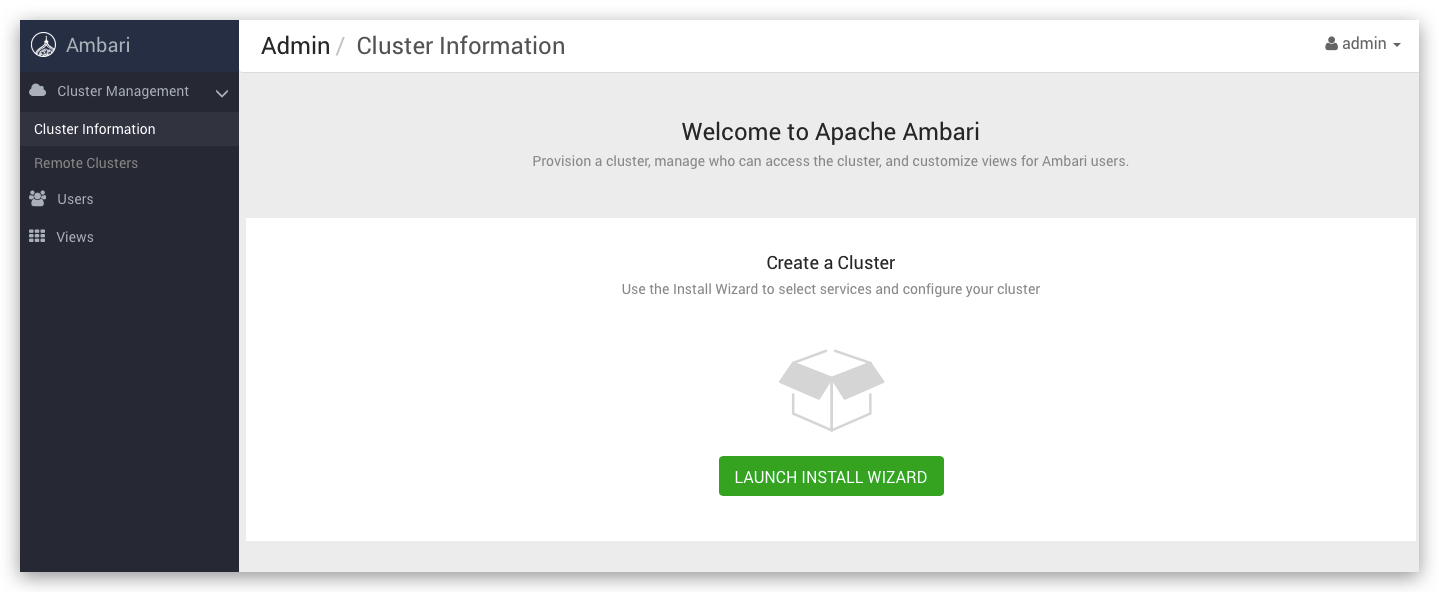 Ambari
Admin / Cluster Information
admin
Cluster Management
Cluster Information
Remote Clusters
Users
Views
Welcome to Apache Ambari
Provision a cluster, manage who can access the cluster, and customize views for Ambari users.
Create a Cluster
Use the Install Wizard to select services and configure your cluster
LAUNCH INSTALL WIZARD